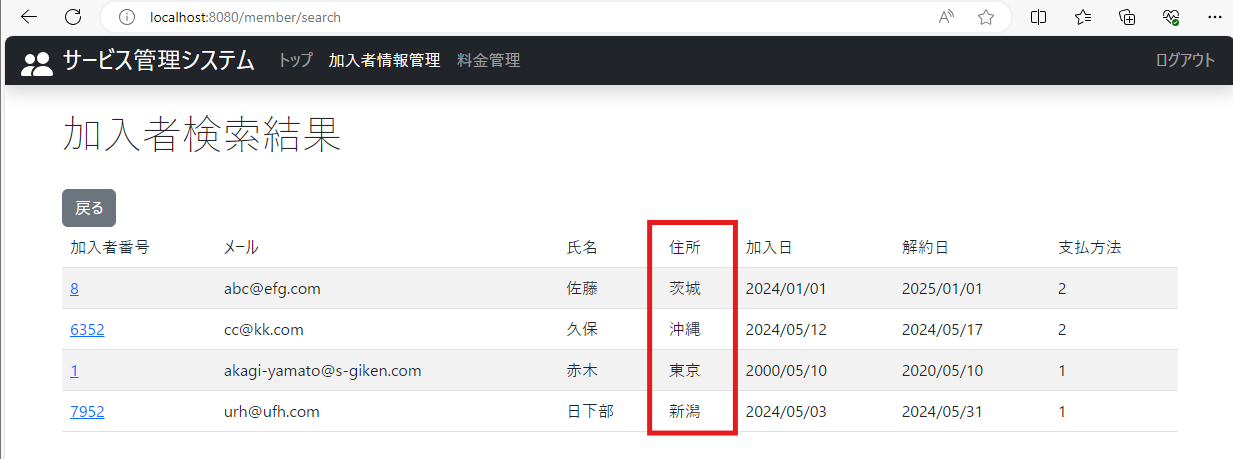 localhost:8080/member/search
サービス管理システム トップ 加入者情報管理 料金管理 ログアウト
加入者検索結果
戻る
加入者番号 メール 氏名 住所 加入日 解約日 支払方法
8 abc@efg.com 佐藤 茨城 2024/01/01 2025/01/01 2
6352 cc@kk.com 久保 沖縄 2024/05/12 2024/05/17 2
1 akagi-yamato@s-giken.com 赤木 東京 2000/05/10 2020/05/10 1
7952 urh@ufh.com 日下部 新潟 2024/05/03 2024/05/31 1